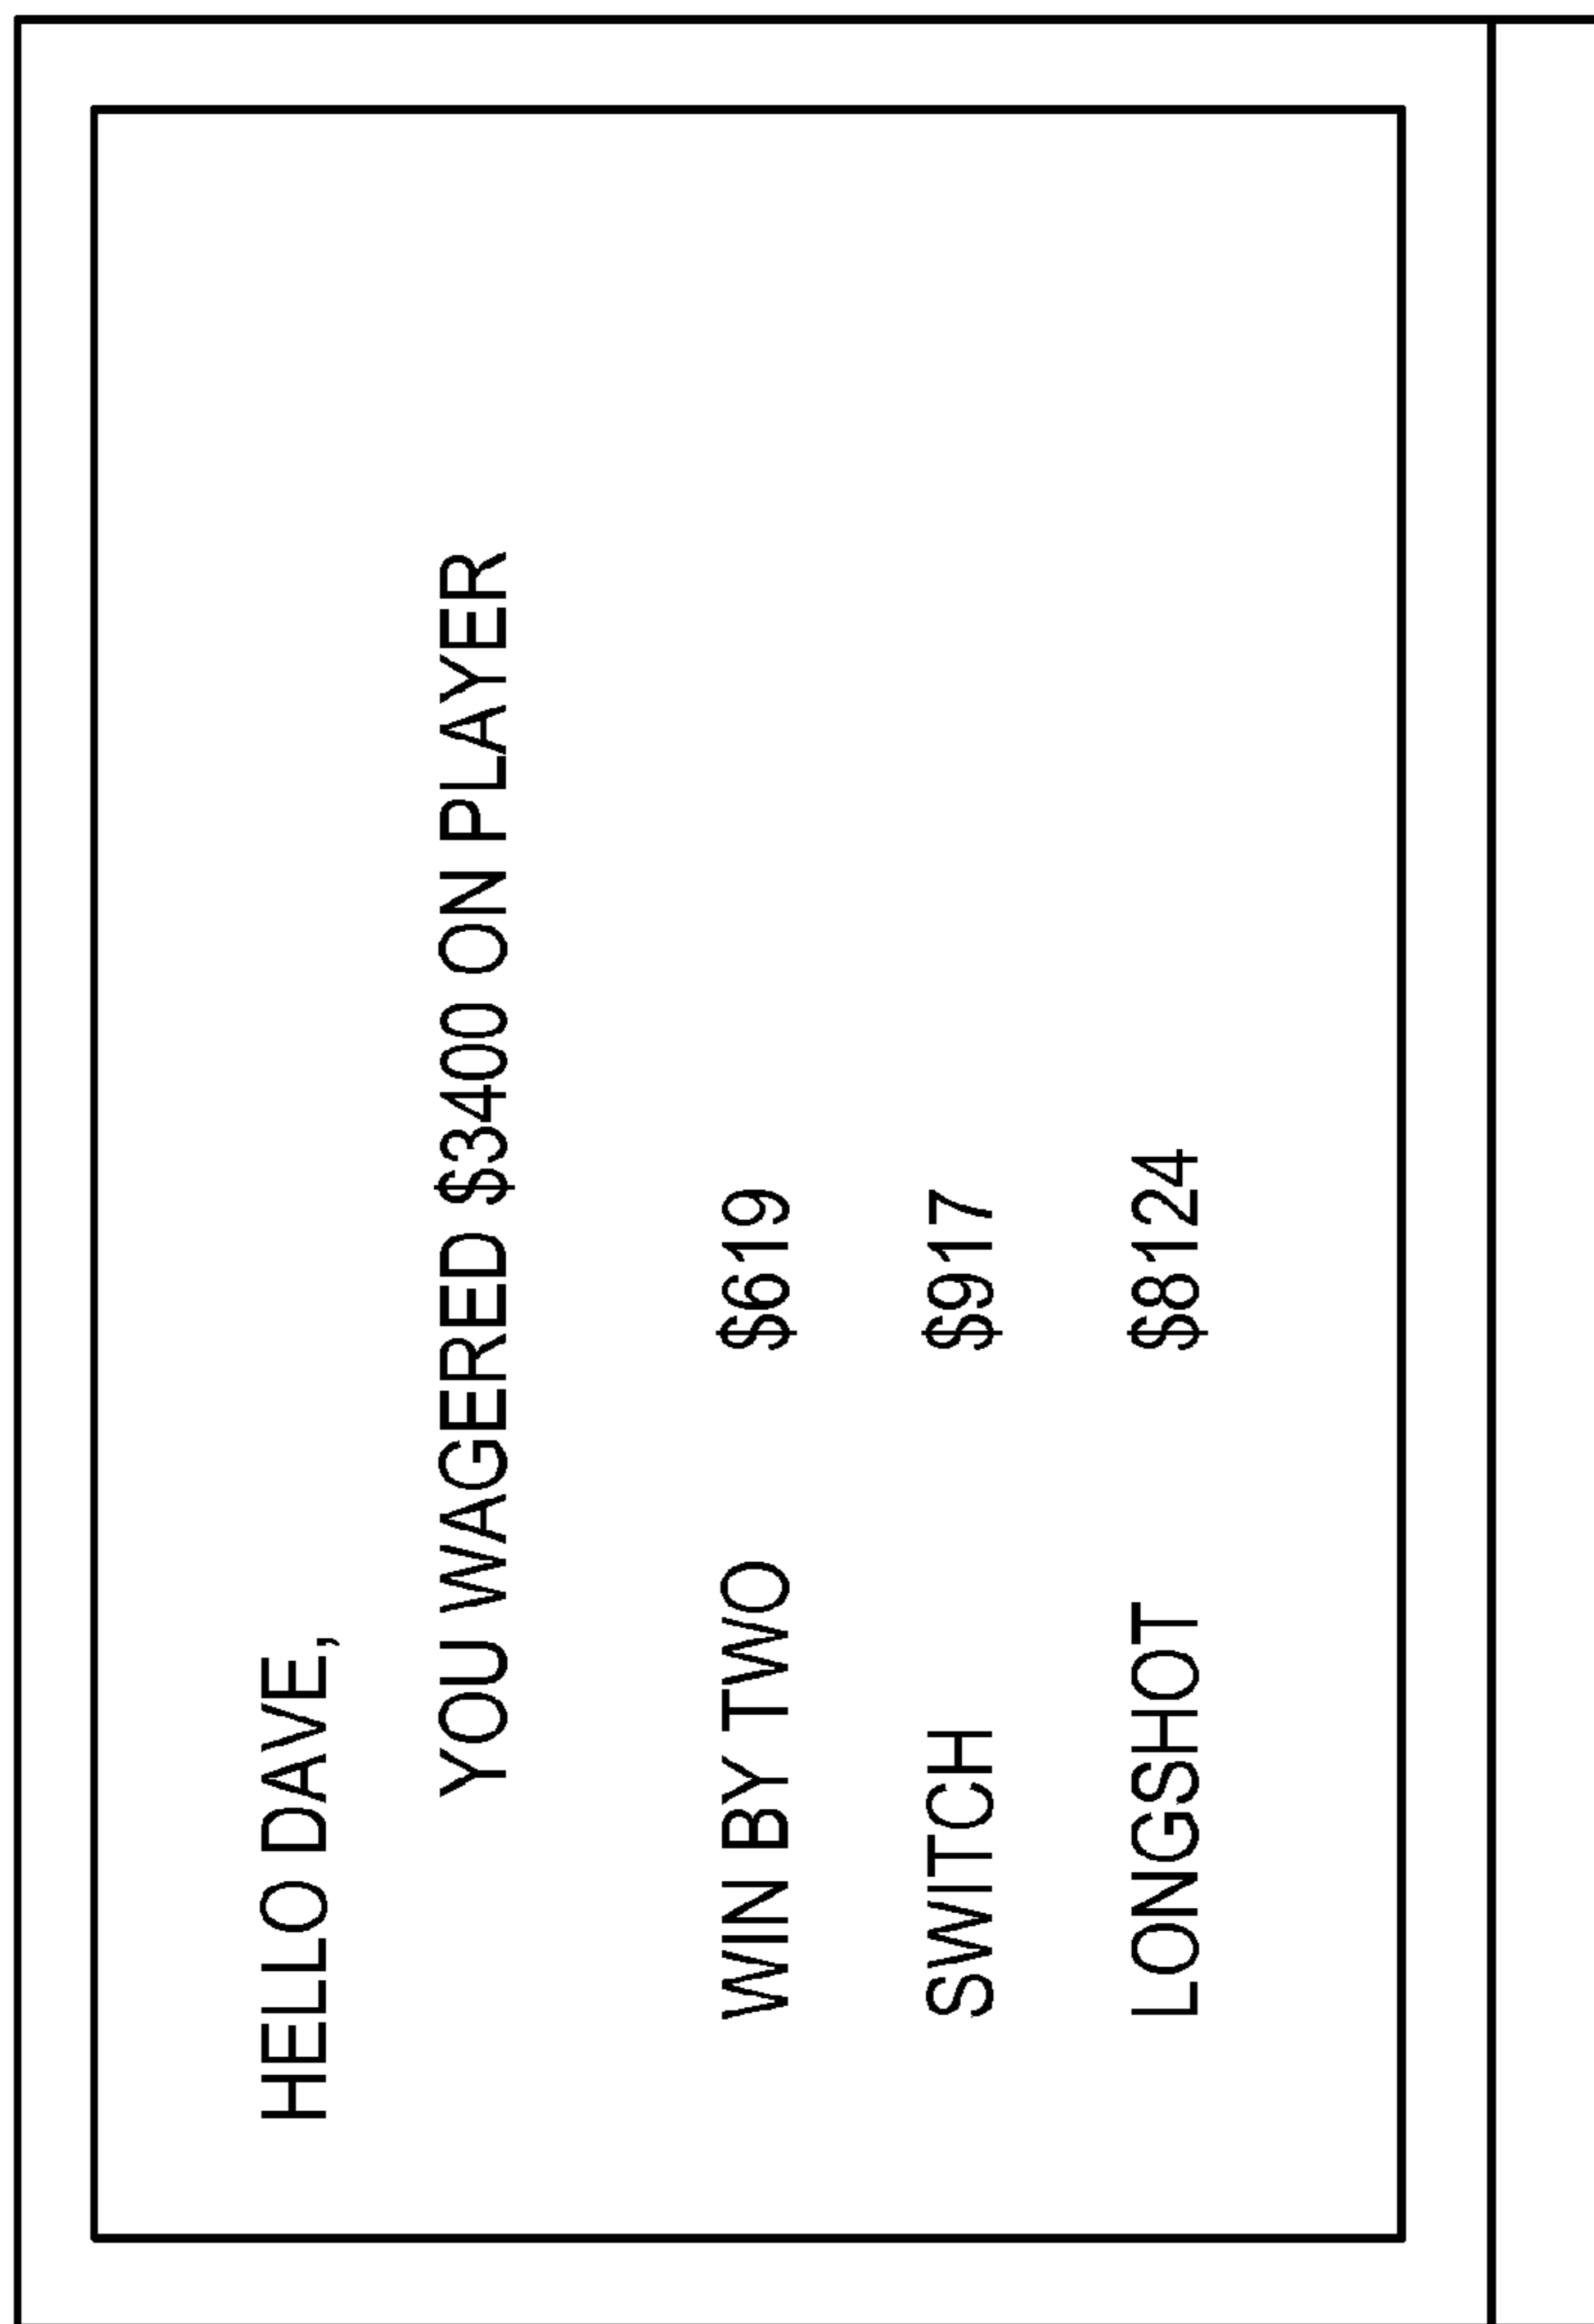 HELLO DAVE,
YOU WAGERED $3400 ON PLAYER
WIN BY TWO $619
SWITCH $917
LONGSHOT $8124